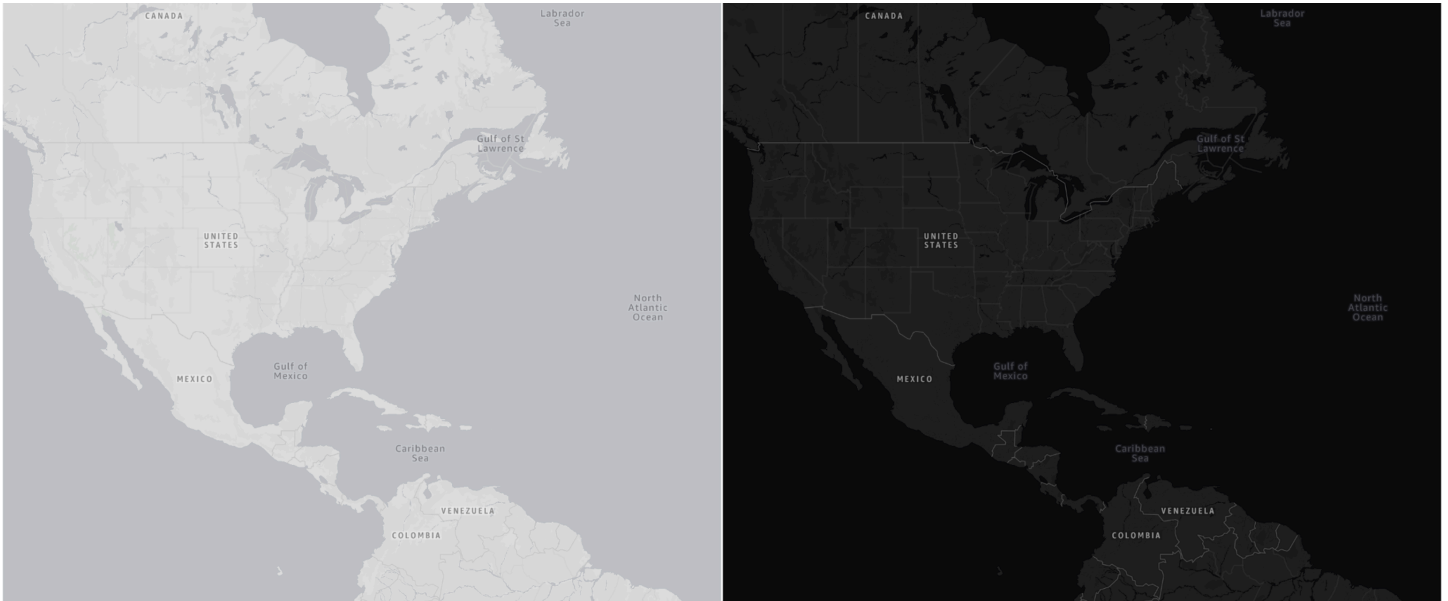 CANADA
Labrador
Sea
Gulf of St
Lawrence
UNITED
STATES
North
Atlantic
Ocean
Gulf of
Mexico
MEXICO
Caribbean
Sea
VENEZUELA
COLOMBIA
CANADA
Labrador
Sea
Gulf of St
Lawrence
UNITED
STATES
North
Atlantic
Ocean
Gulf of
Mexico
MEXICO
Caribbean
Sea
VENEZUELA
COLOMBIA